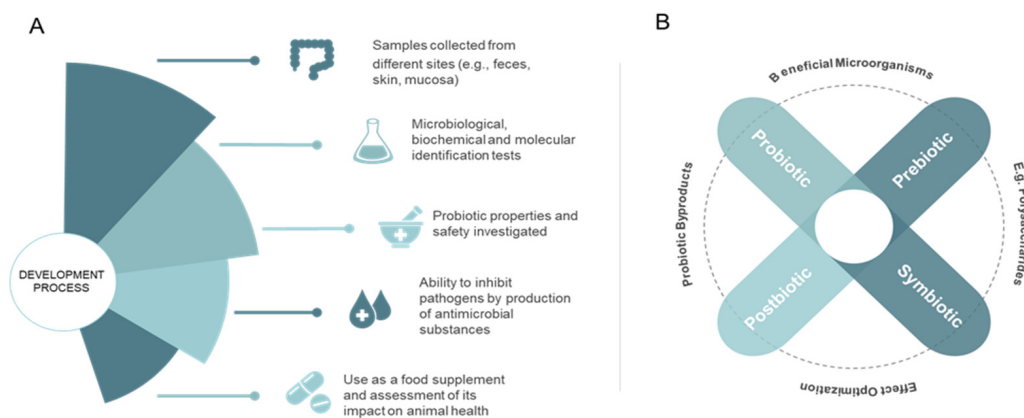 A
DEVELOPMENT
PROCESS
Samples collected from
different sites (e.g., feces,
skin, mucosa)
Microbiological,
biochemical and molecular
identification tests
Probiotic properties and
safety investigated
Ability to inhibit
pathogens by production
of antimicrobial
substances
Use as a food supplement
and assessment of its
impact on animal health
B
B eneficial Microorganisms
Probiotic
Prebiotic
Probiotic Byproducts
E.g. Polysaccharides
Postbiotic
Symbiotic
Effect Optimization